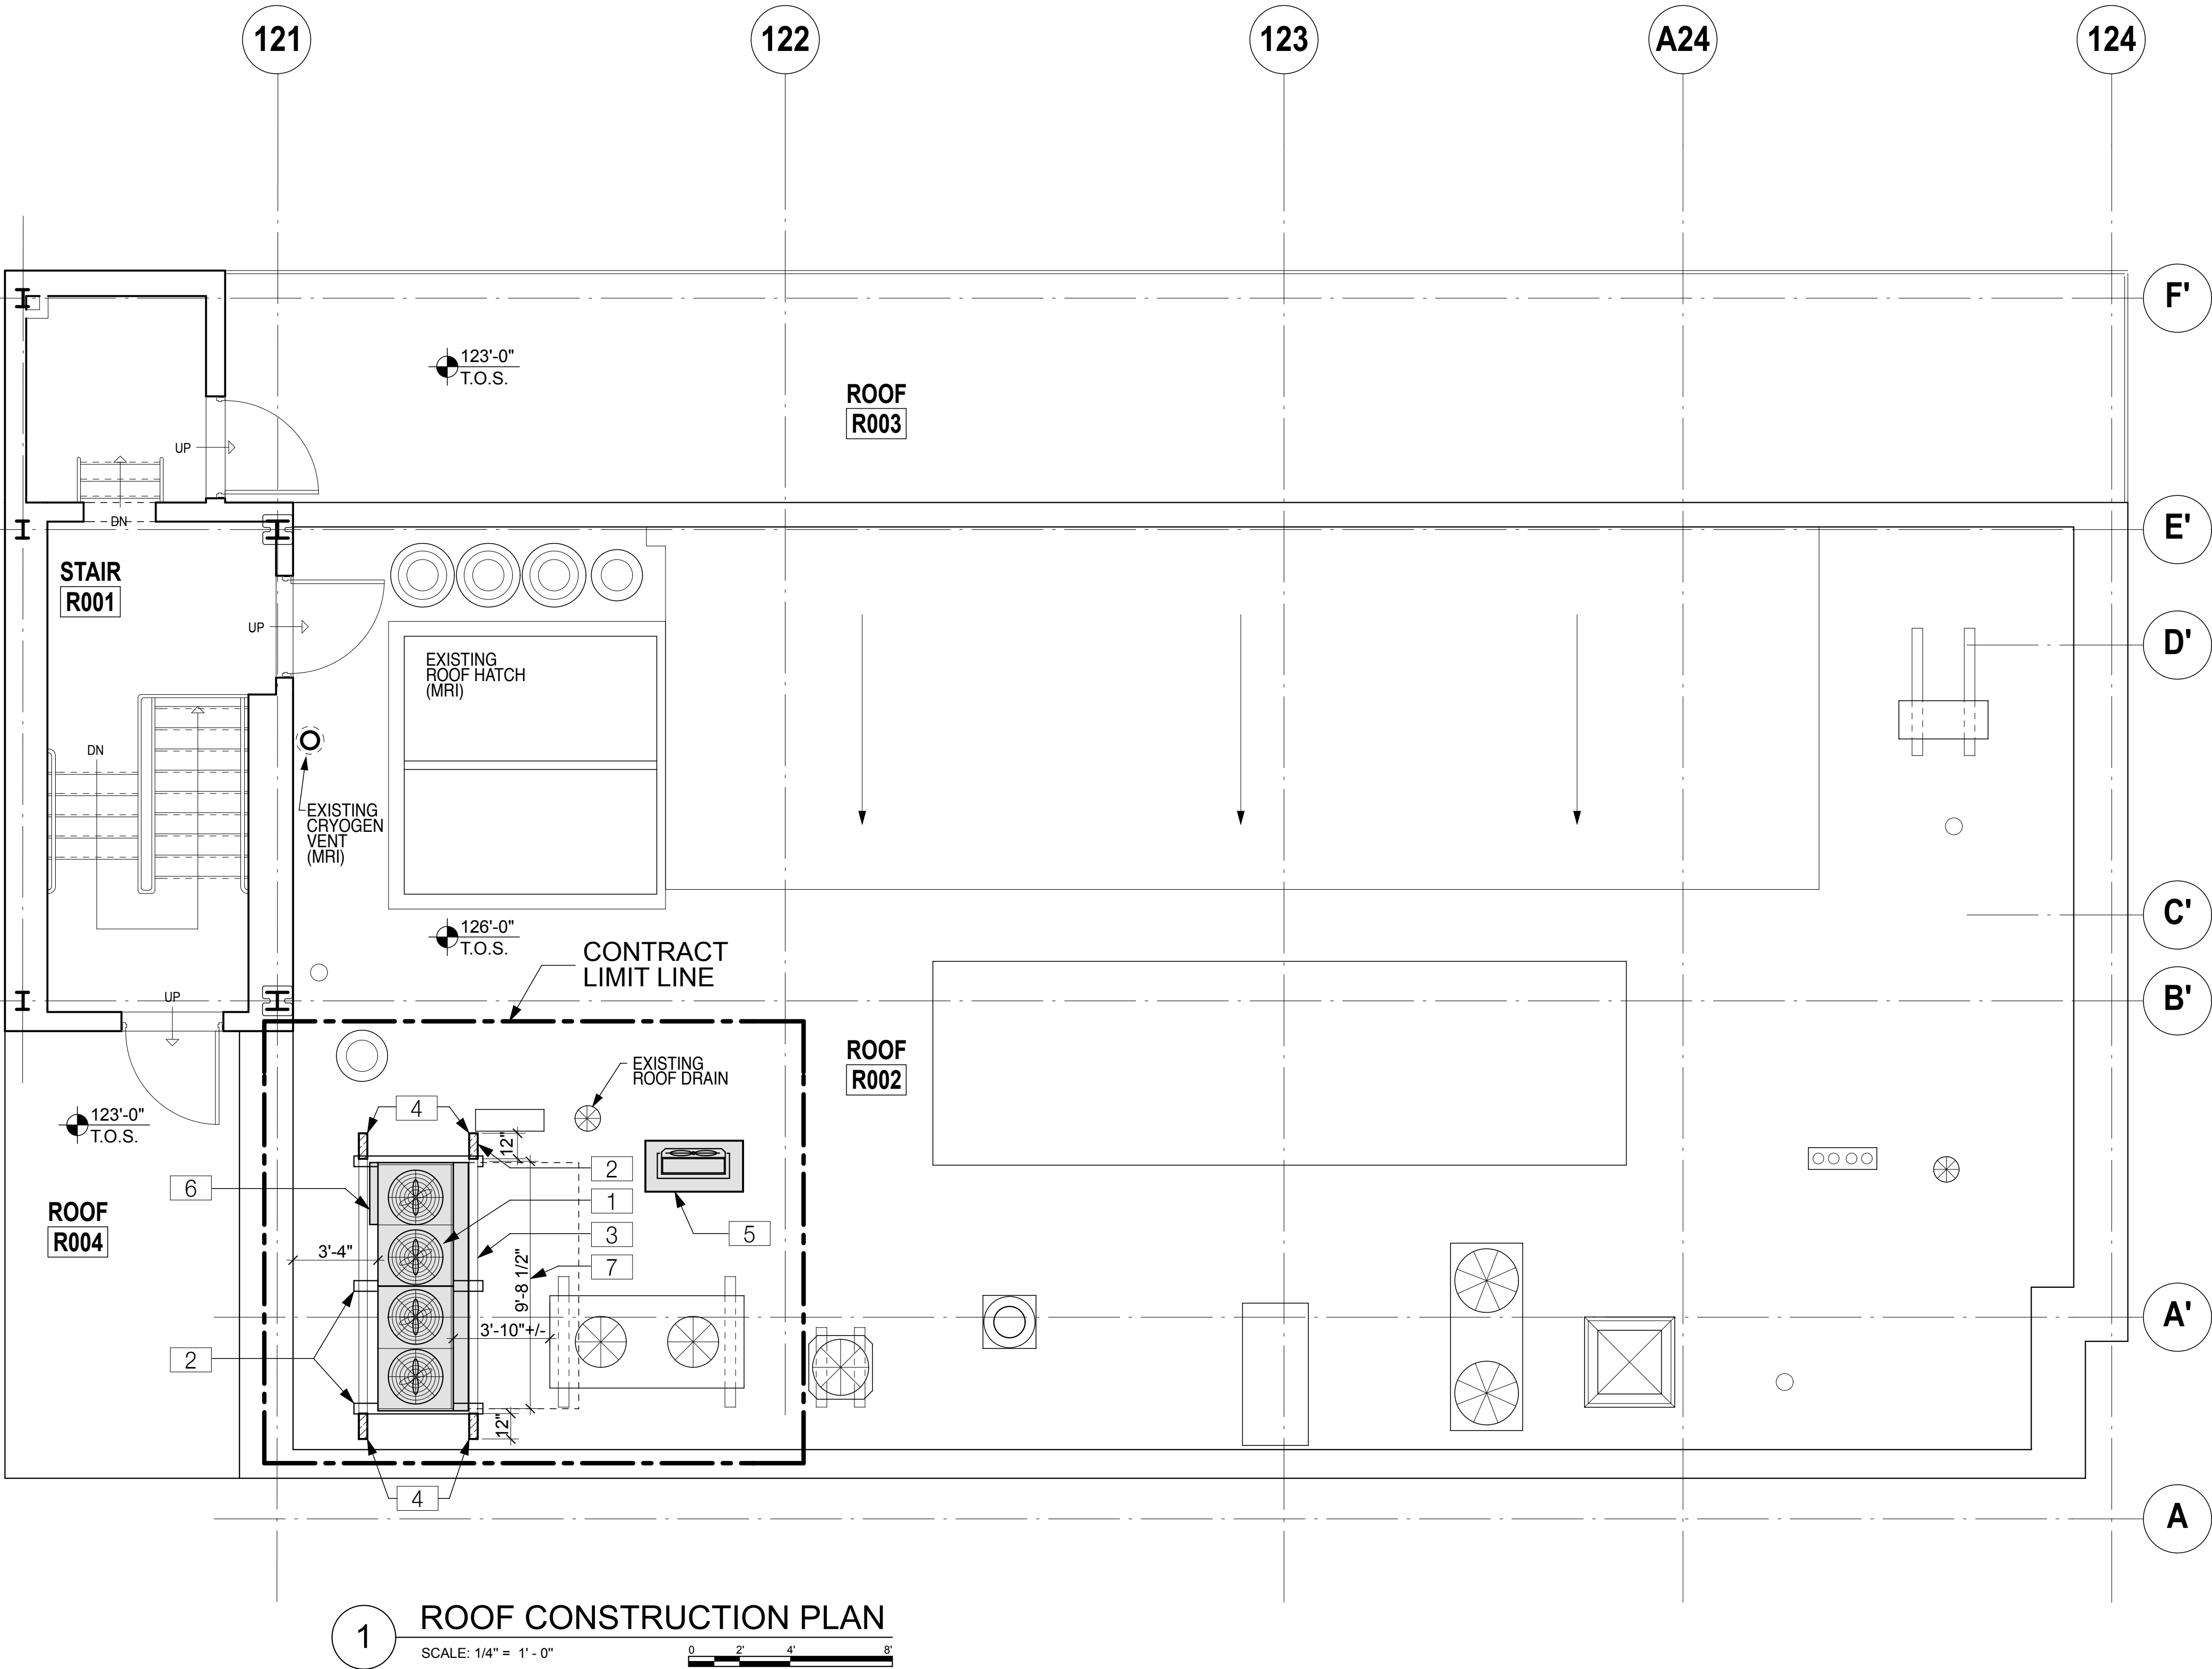 121
122
123
A24
124
F'
123'-0"
T.O.S.
ROOF
R003
UP
DN
E'
STAIR
R001
UP
D'
EXISTING
ROOF HATCH
(MRI)
DN
EXISTING
CRYOGEN
VENT
(MRI)
C'
126'-0"
T.O.S.
CONTRACT
LIMIT LINE
UP
B'
ROOF
R002
EXISTING
ROOF DRAIN
123'-0"
T.O.S.
4
12"
2
6
1
ROOF
R004
3
5
3'-4"
7
9'-8 1/2"
A'
3'-10"+/-
2
12"
4
A
1
ROOF CONSTRUCTION PLAN
SCALE: 1/4" = 1' - 0"
0 2' 4' 8'